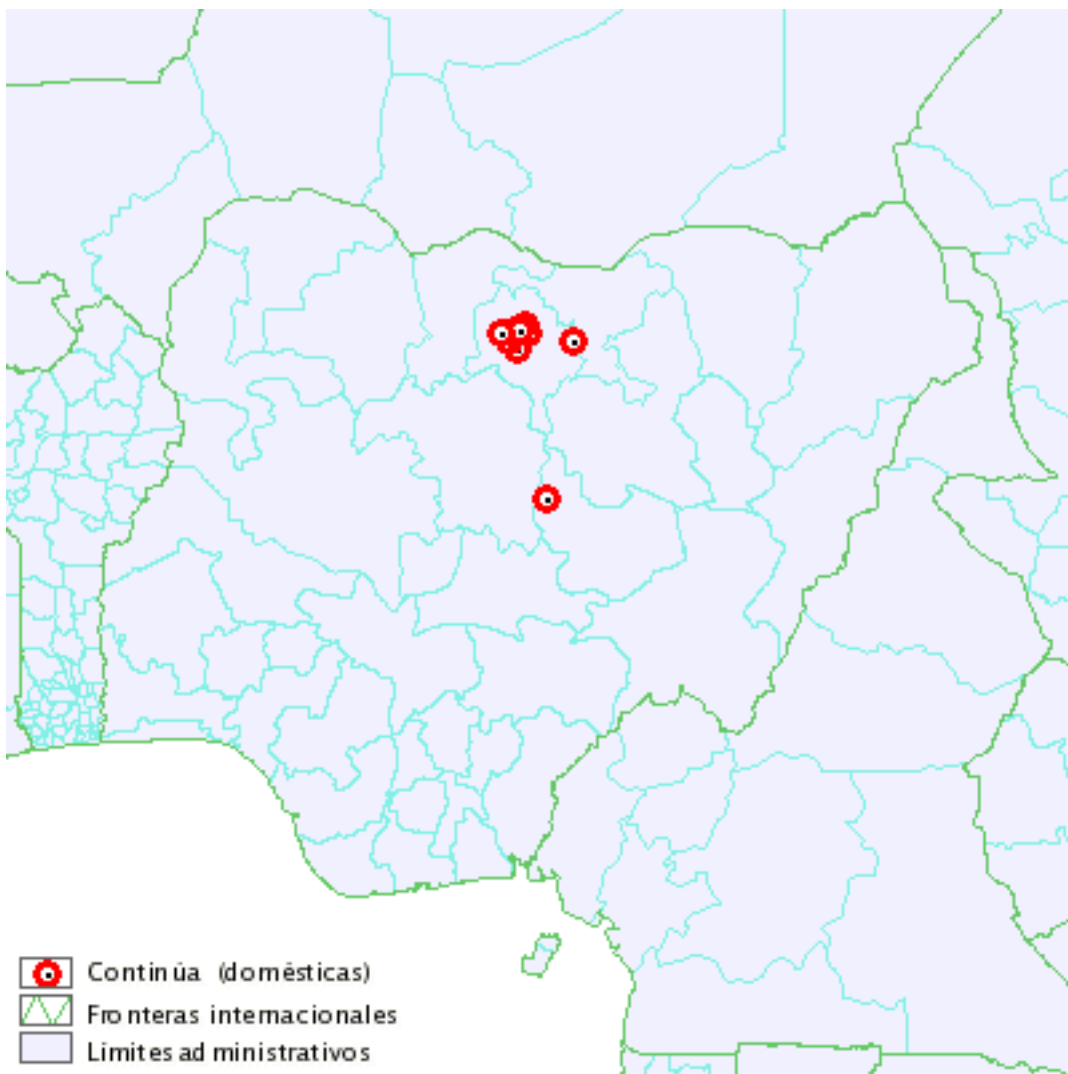 Continúa (domésticas)
Fronteras internacionales
Límites administrativos